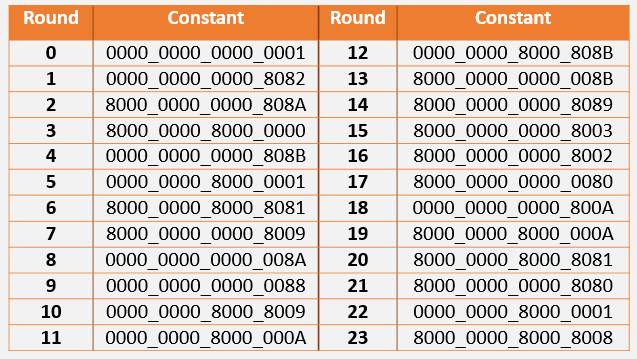 Round Constant Round Constant
0 0000_0000_0000_0001 12 0000_0000_8000_808B
1 0000_0000_0000_8082 13 8000_0000_0000_008B
2 8000_0000_0000_808A 14 8000_0000_0000_8089
3 8000_0000_8000_0000 15 8000_0000_0000_8003
4 0000_0000_0000_808B 16 8000_0000_0000_8002
5 0000_0000_8000_0001 17 8000_0000_0000_0080
6 8000_0000_8000_8081 18 0000_0000_0000_800A
7 8000_0000_0000_8009 19 8000_0000_8000_000A
8 0000_0000_0000_008A 20 8000_0000_8000_8081
9 0000_0000_0000_0088 21 8000_0000_0000_8080
10 0000_0000_8000_8009 22 0000_0000_8000_0001
11 0000_0000_8000_000A 23 8000_0000_8000_8008